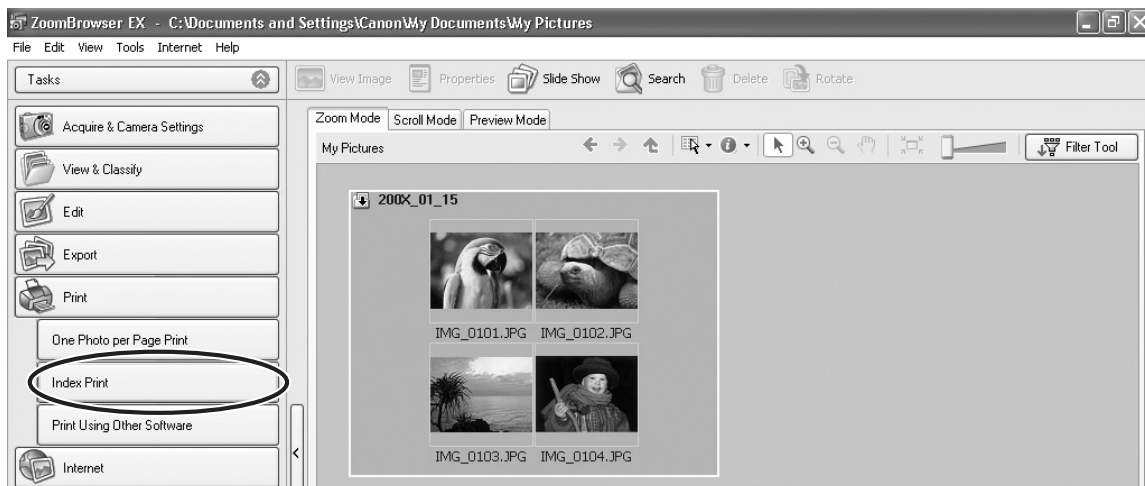 ZoomBrowser EX - C:\Documents and Settings\Canon\My Documents\My Pictures
File Edit View Tools Internet Help
Tasks
View Image Properties Slide Show Search Delete Rotate
Acquire & Camera Settings
View & Classify
Edit
Export
Print
One Photo per Page Print
Index Print
Print Using Other Software
Internet
Zoom Mode Scroll Mode Preview Mode
My Pictures
Filter Tool
200X_01_15
IMG_0101.JPG IMG_0102.JPG
IMG_0103.JPG IMG_0104.JPG